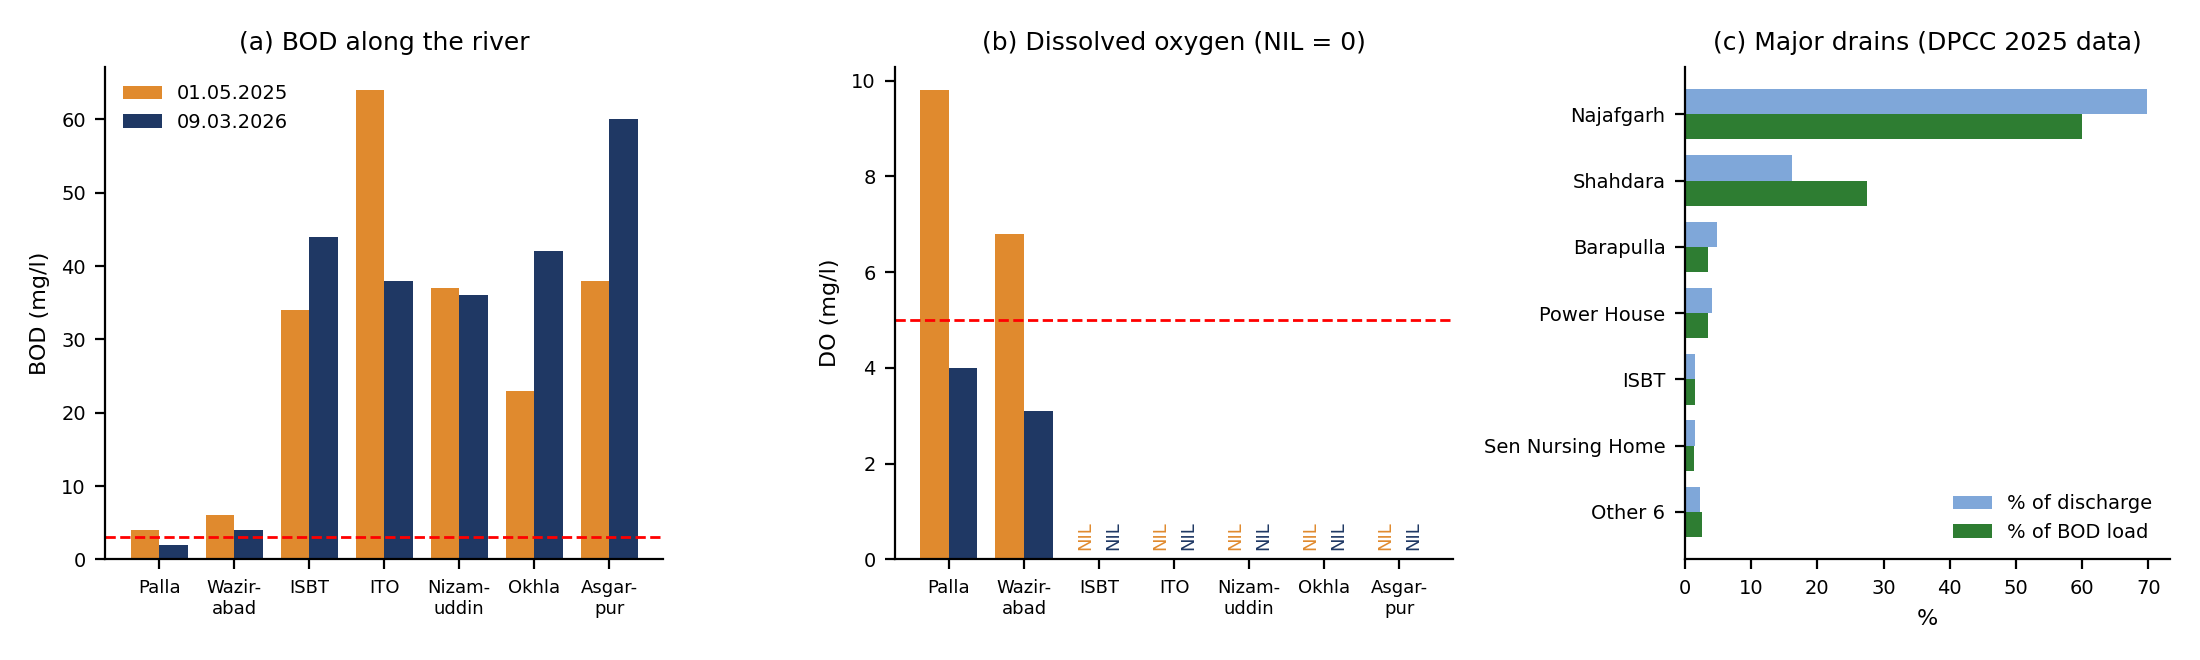 (a) BOD along the river
01.05.2025
09.03.2026
BOD (mg/l)
60
50
40
30
20
10
0
Palla
Wazir-
abad
ISBT
ITO
Nizam-
uddin
Okhla
Asgar-
pur
(b) Dissolved oxygen (NIL = 0)
DO (mg/l)
10
8
6
4
2
0
NIL NIL NIL NIL NIL NIL NIL NIL NIL NIL
Palla
Wazir-
abad
ISBT
ITO
Nizam-
uddin
Okhla
Asgar-
pur
(c) Major drains (DPCC 2025 data)
Najafgarh
Shahdara
Barapulla
Power House
ISBT
Sen Nursing Home
Other 6
% of discharge
% of BOD load
0 10 20 30 40 50 60 70
%